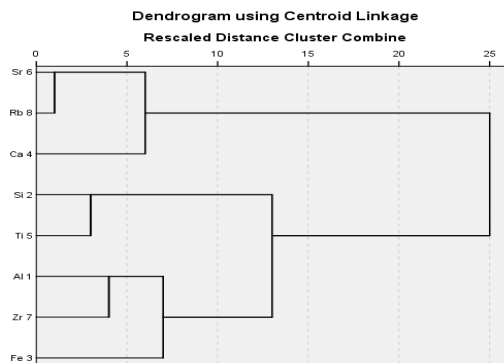 Dendrogram using Centroid Linkage
Rescaled Distance Cluster Combine
0 5 10 15 20 25
Sr 6
Rb 8
Ca 4
Si 2
Ti 5
Al 1
Zr 7
Fe 3